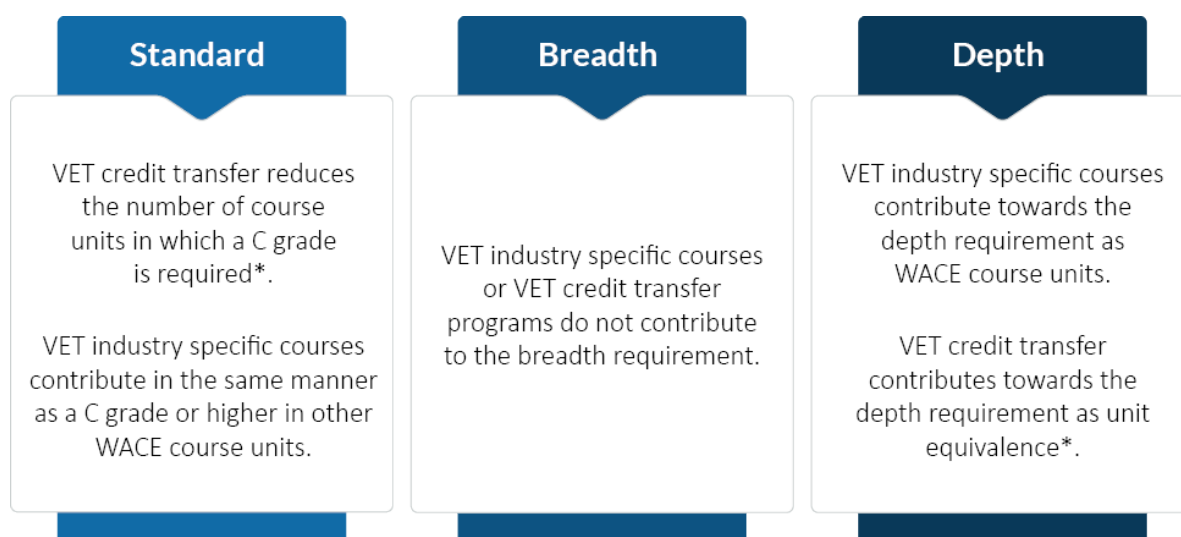 Standard
VET credit transfer reduces
the number of course
units in which a C grade
is required*.
VET industry specific courses
contribute in the same manner
as a C grade or higher in other
WACE course units.
Breadth
VET industry specific courses
or VET credit transfer
programs do not contribute
to the breadth requirement.
Depth
VET industry specific courses
contribute towards the
depth requirement as
WACE course units.
VET credit transfer
contributes towards the
depth requirement as unit
equivalence*.